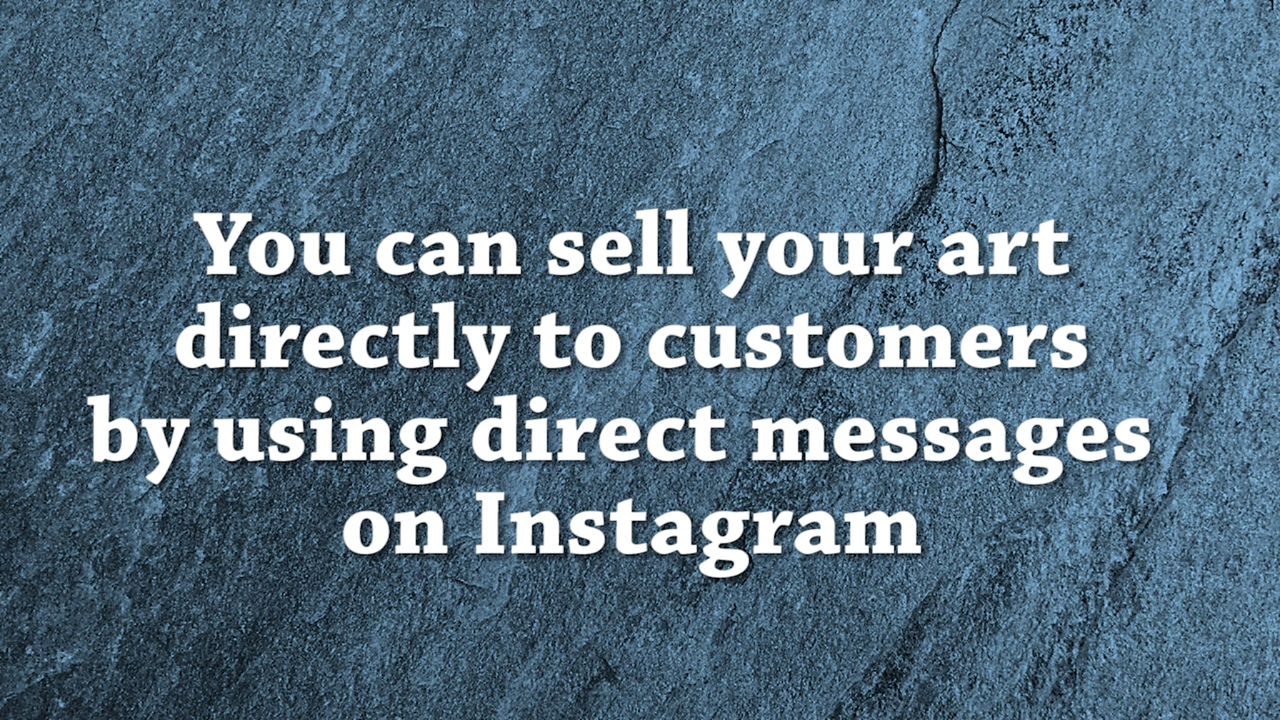 You can sell your art
directly to customers
by using direct messages
on Instagram